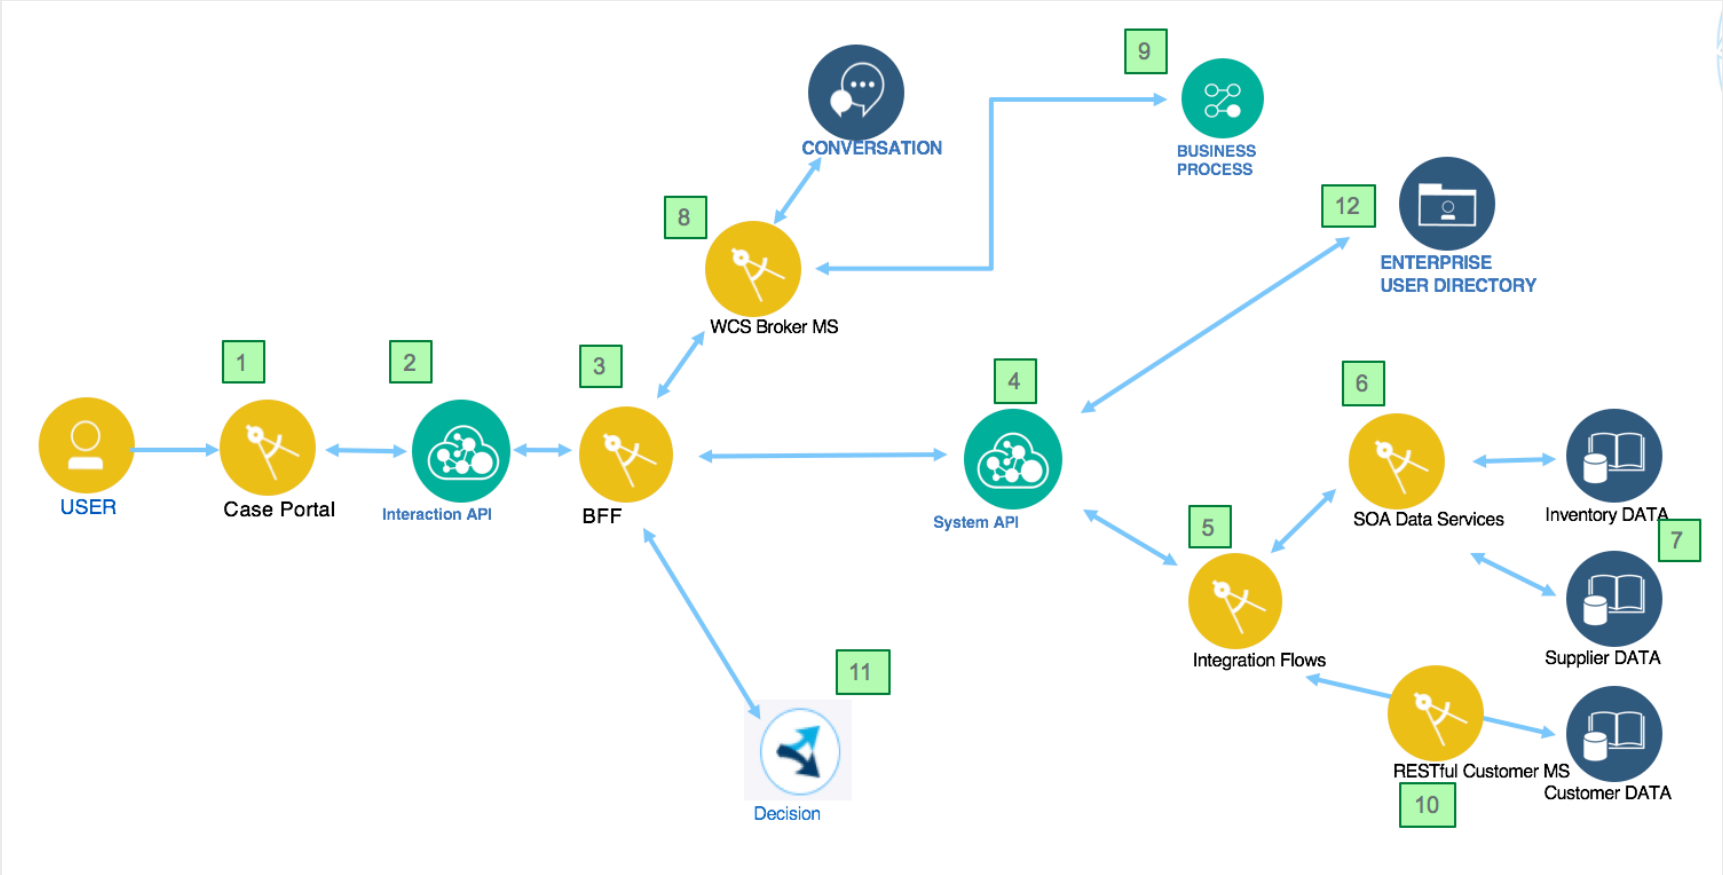 9
CONVERSATION
BUSINESS
PROCESS
12
8
ENTERPRISE
USER DIRECTORY
WCS Broker MS
1
2
3
4
6
USER
Case Portal
Interaction API
BFF
System API
5
SOA Data Services
Inventory DATA
7
Integration Flows
Supplier DATA
11
RESTful Customer MS
Customer DATA
10
Decision